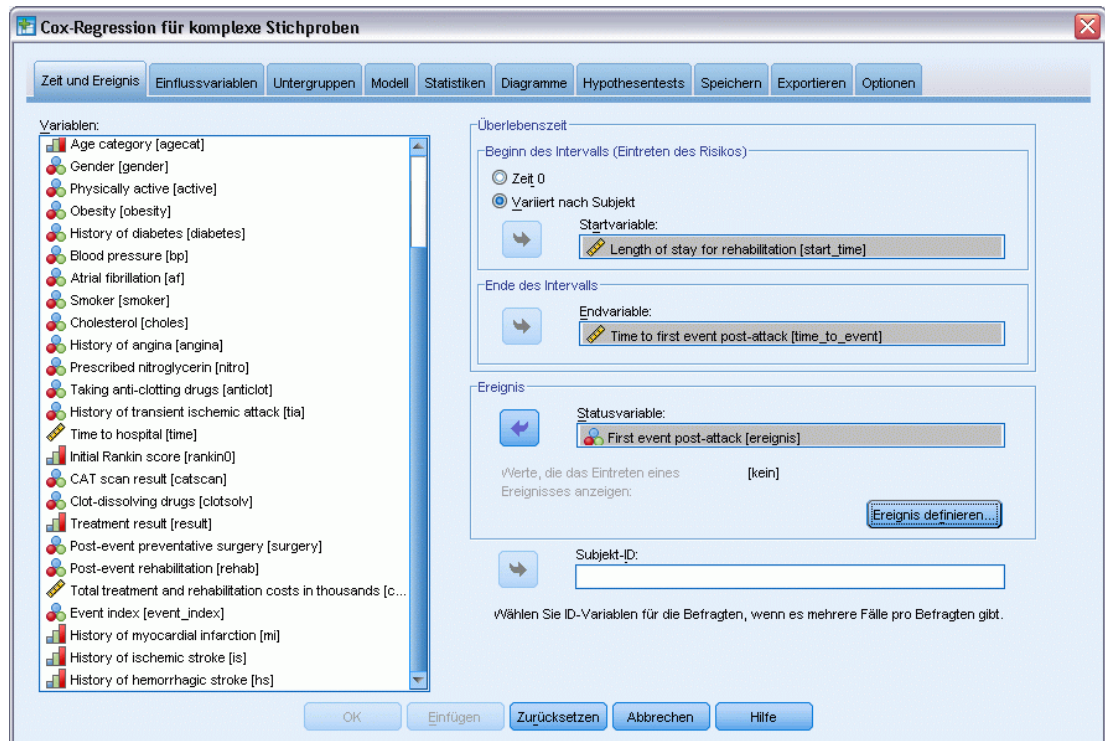 Cox-Regression für komplexe Stichproben
Zeit und Ereignis
Einflussvariablen
Untergruppen
Modell
Statistiken
Diagramme
Hypothesentests
Speichern
Exportieren
Optionen
Variablen:
Age category [agecat]
Gender [gender]
Physically active [active]
Obesity [obesity]
History of diabetes [diabetes]
Blood pressure [bp]
Atrial fibrillation [af]
Smoker [smoker]
Cholesterol [choles]
History of angina [angina]
Prescribed nitroglycerin [nitro]
Taking anti-clotting drugs [anticlot]
History of transient ischemic attack [tia]
Time to hospital [time]
Initial Rankin score [rankin0]
CAT scan result [catscan]
Clot-dissolving drugs [clotsolv]
Treatment result [result]
Post-event preventative surgery [surgery]
Post-event rehabilitation [rehab]
Total treatment and rehabilitation costs in thousands [c...
Event index [event_index]
History of myocardial infarction [mi]
History of ischemic stroke [is]
History of hemorrhagic stroke [hs]
Überlebenszeit
Beginn des Intervalls (Eintreten des Risikos)
Zeit 0
Variiert nach Subjekt
Startvariable:
Length of stay for rehabilitation [start_time]
Ende des Intervalls
Endvariable:
Time to first event post-attack [time_to_event]
Ereignis
Statusvariable:
First event post-attack [ereignis]
Werte, die das Eintreten eines [kein]
Ereignisses anzeigen:
Ereignis definieren...
Subjekt-ID:
Wählen Sie ID-Variablen für die Befragten, wenn es mehrere Fälle pro Befragten gibt.
OK
Einfügen
Zurücksetzen
Abbrechen
Hilfe